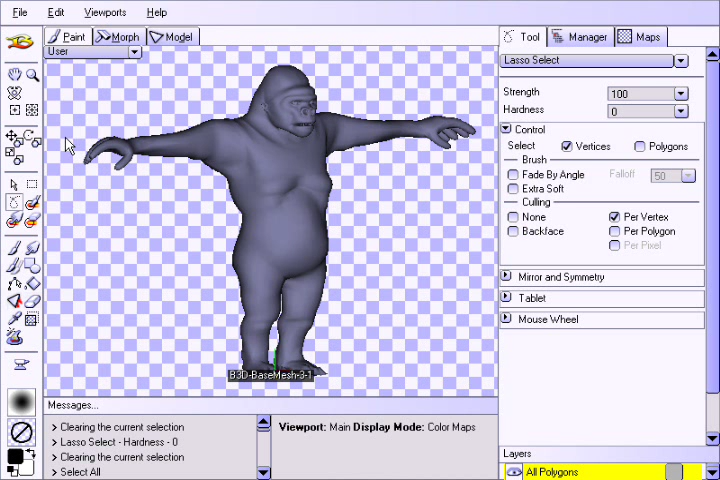 File Edit Viewports Help
Paint Morph Model
Tool Manager Maps
User
Lasso Select
Strength 100
Hardness 0
Control
Select Vertices Polygons
Brush
Fade By Angle Falloff 50
Extra Soft
Culling
None Per Vertex
Backface Per Polygon
Per Pixel
Mirror and Symmetry
Tablet
Mouse Wheel
B3D-BaseMesh-3-1
Messages...
> Clearing the current selection
> Lasso Select - Hardness - 0
> Clearing the current selection
> Select All
Viewport: Main Display Mode: Color Maps
Layers
All Polygons